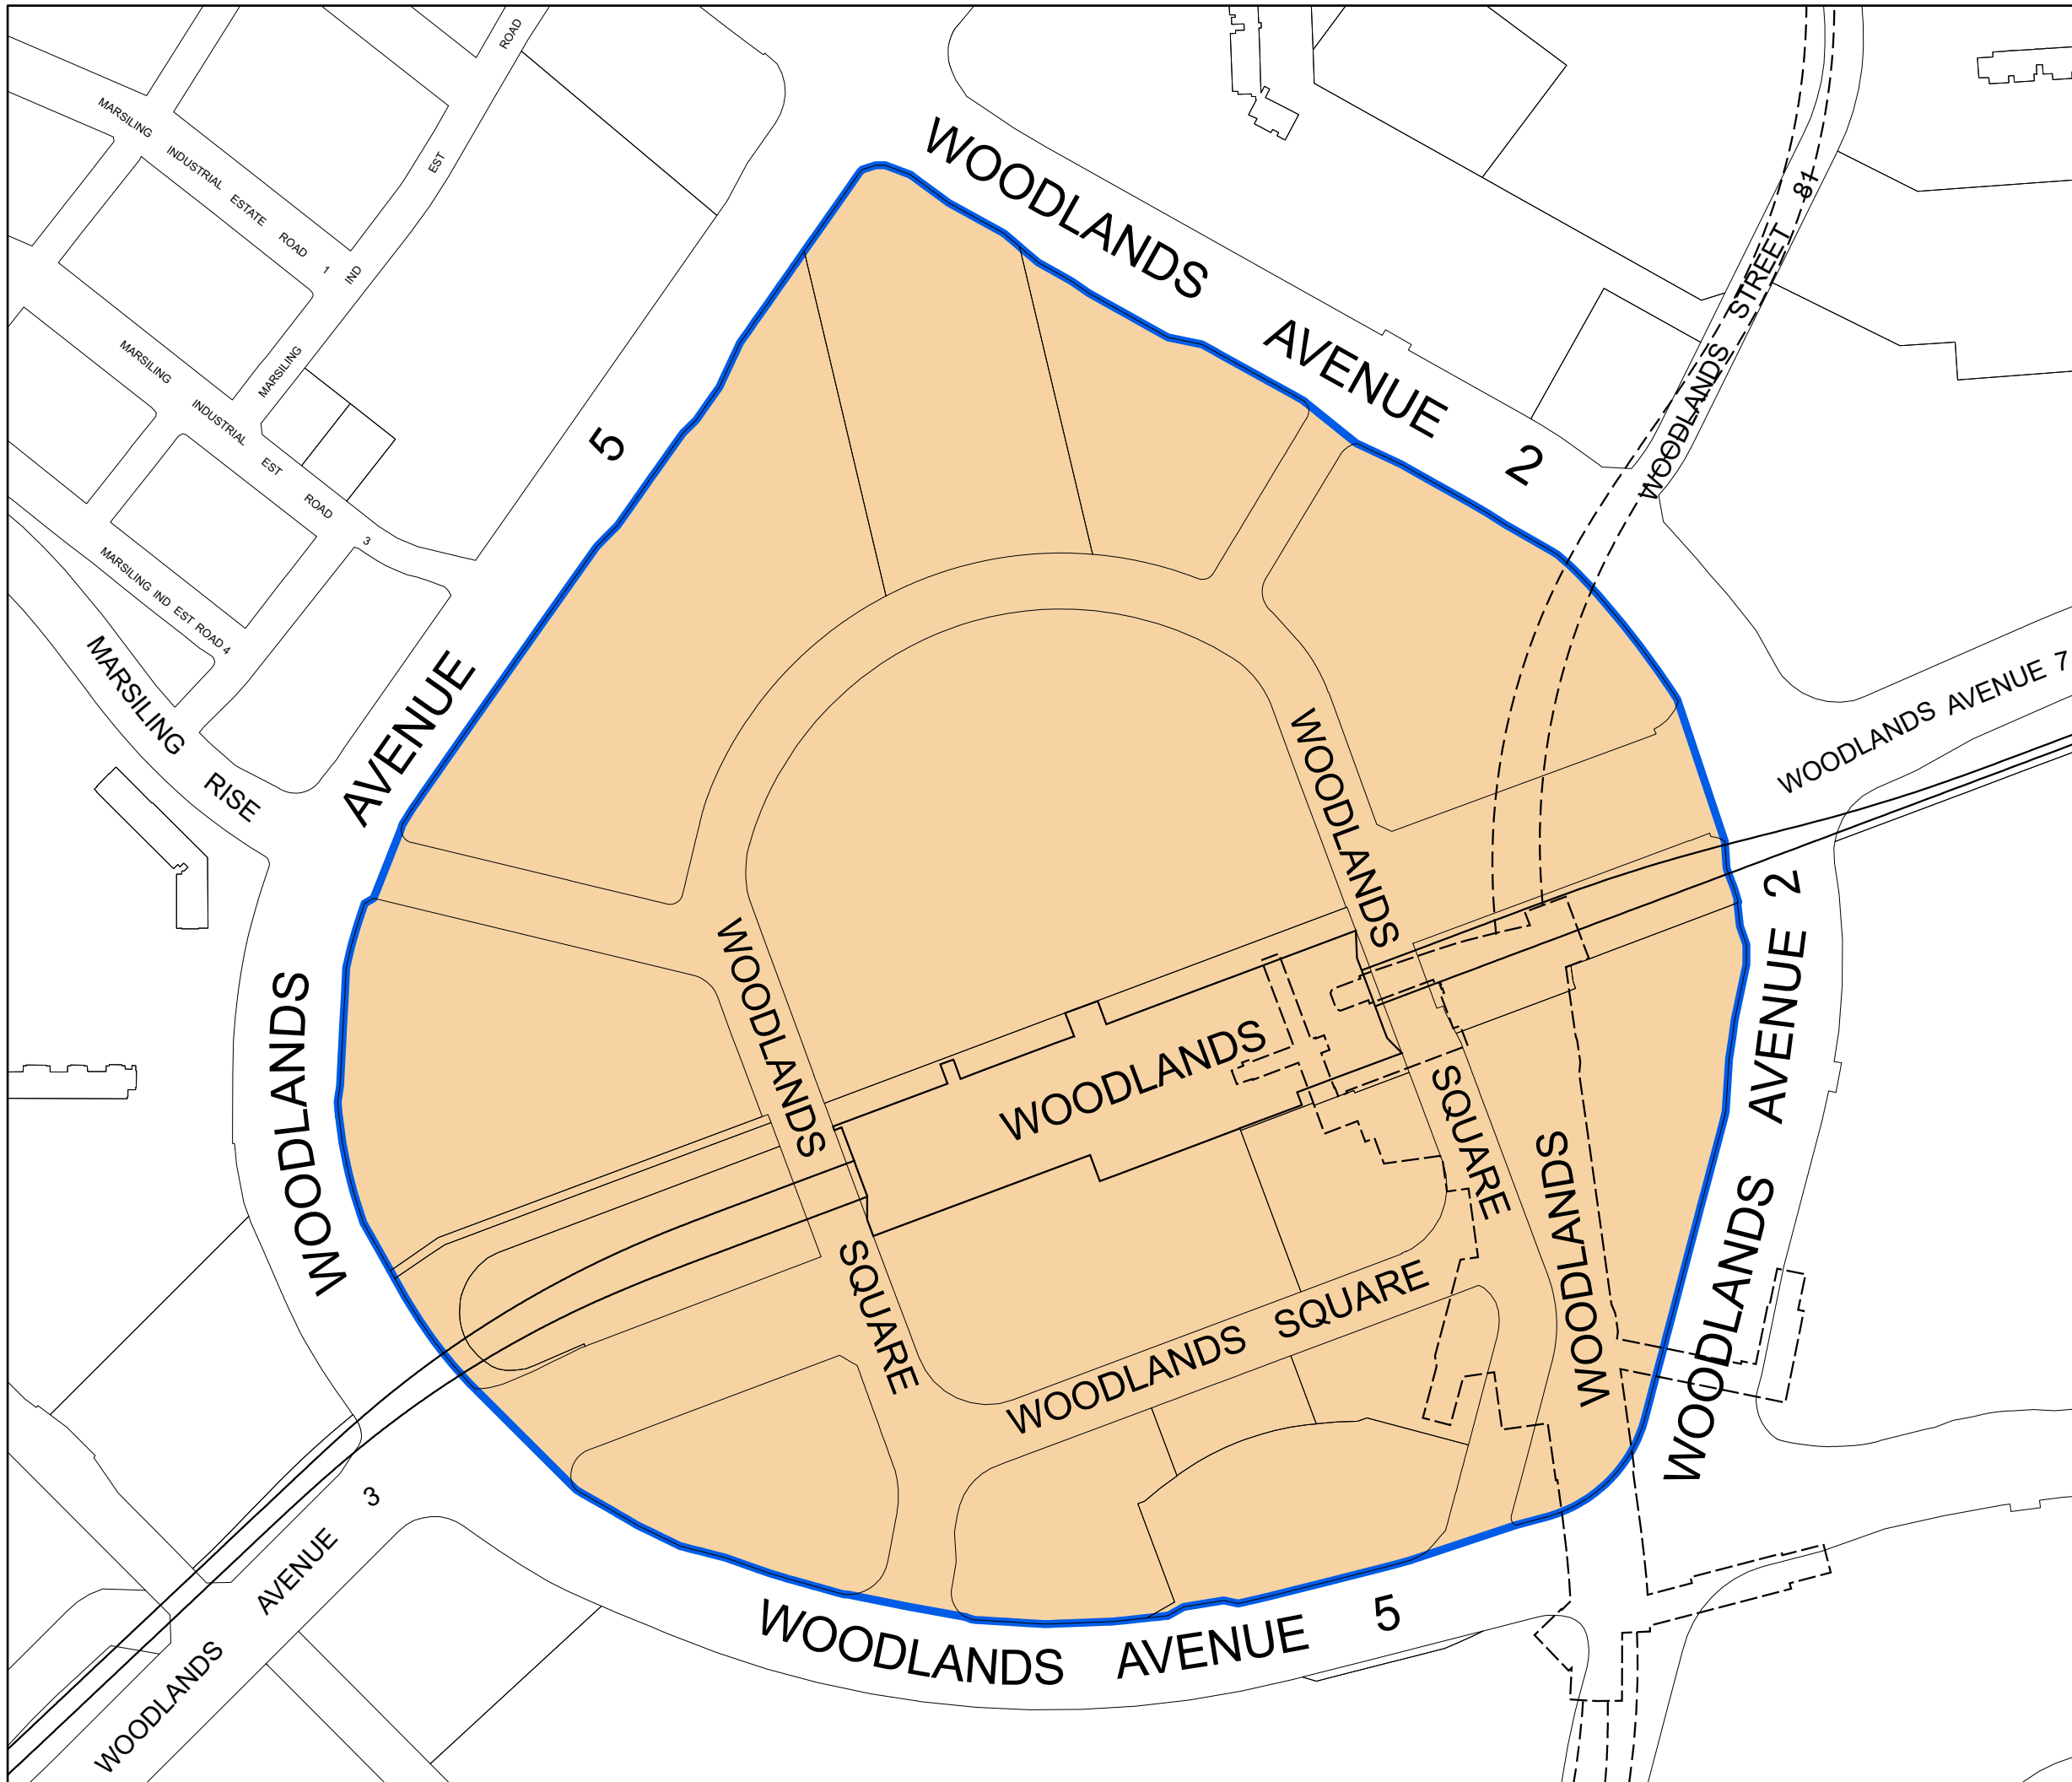 ROAD
EST
IND
MARSILING
MARSILING INDUSTRIAL ESTATE ROAD 1
MARSILING INDUSTRIAL EST ROAD 3
MARSILING IND EST ROAD 4
MARSILING RISE
WOODLANDS AVENUE 2
WOODLANDS STREET 81
WOODLANDS AVENUE 5
WOODLANDS AVENUE 7
WOODLANDS SQUARE
WOODLANDS SQUARE
WOODLANDS
WOODLANDS SQUARE
WOODLANDS
WOODLANDS AVENUE 2
WOODLANDS AVENUE 3
WOODLANDS AVENUE 5